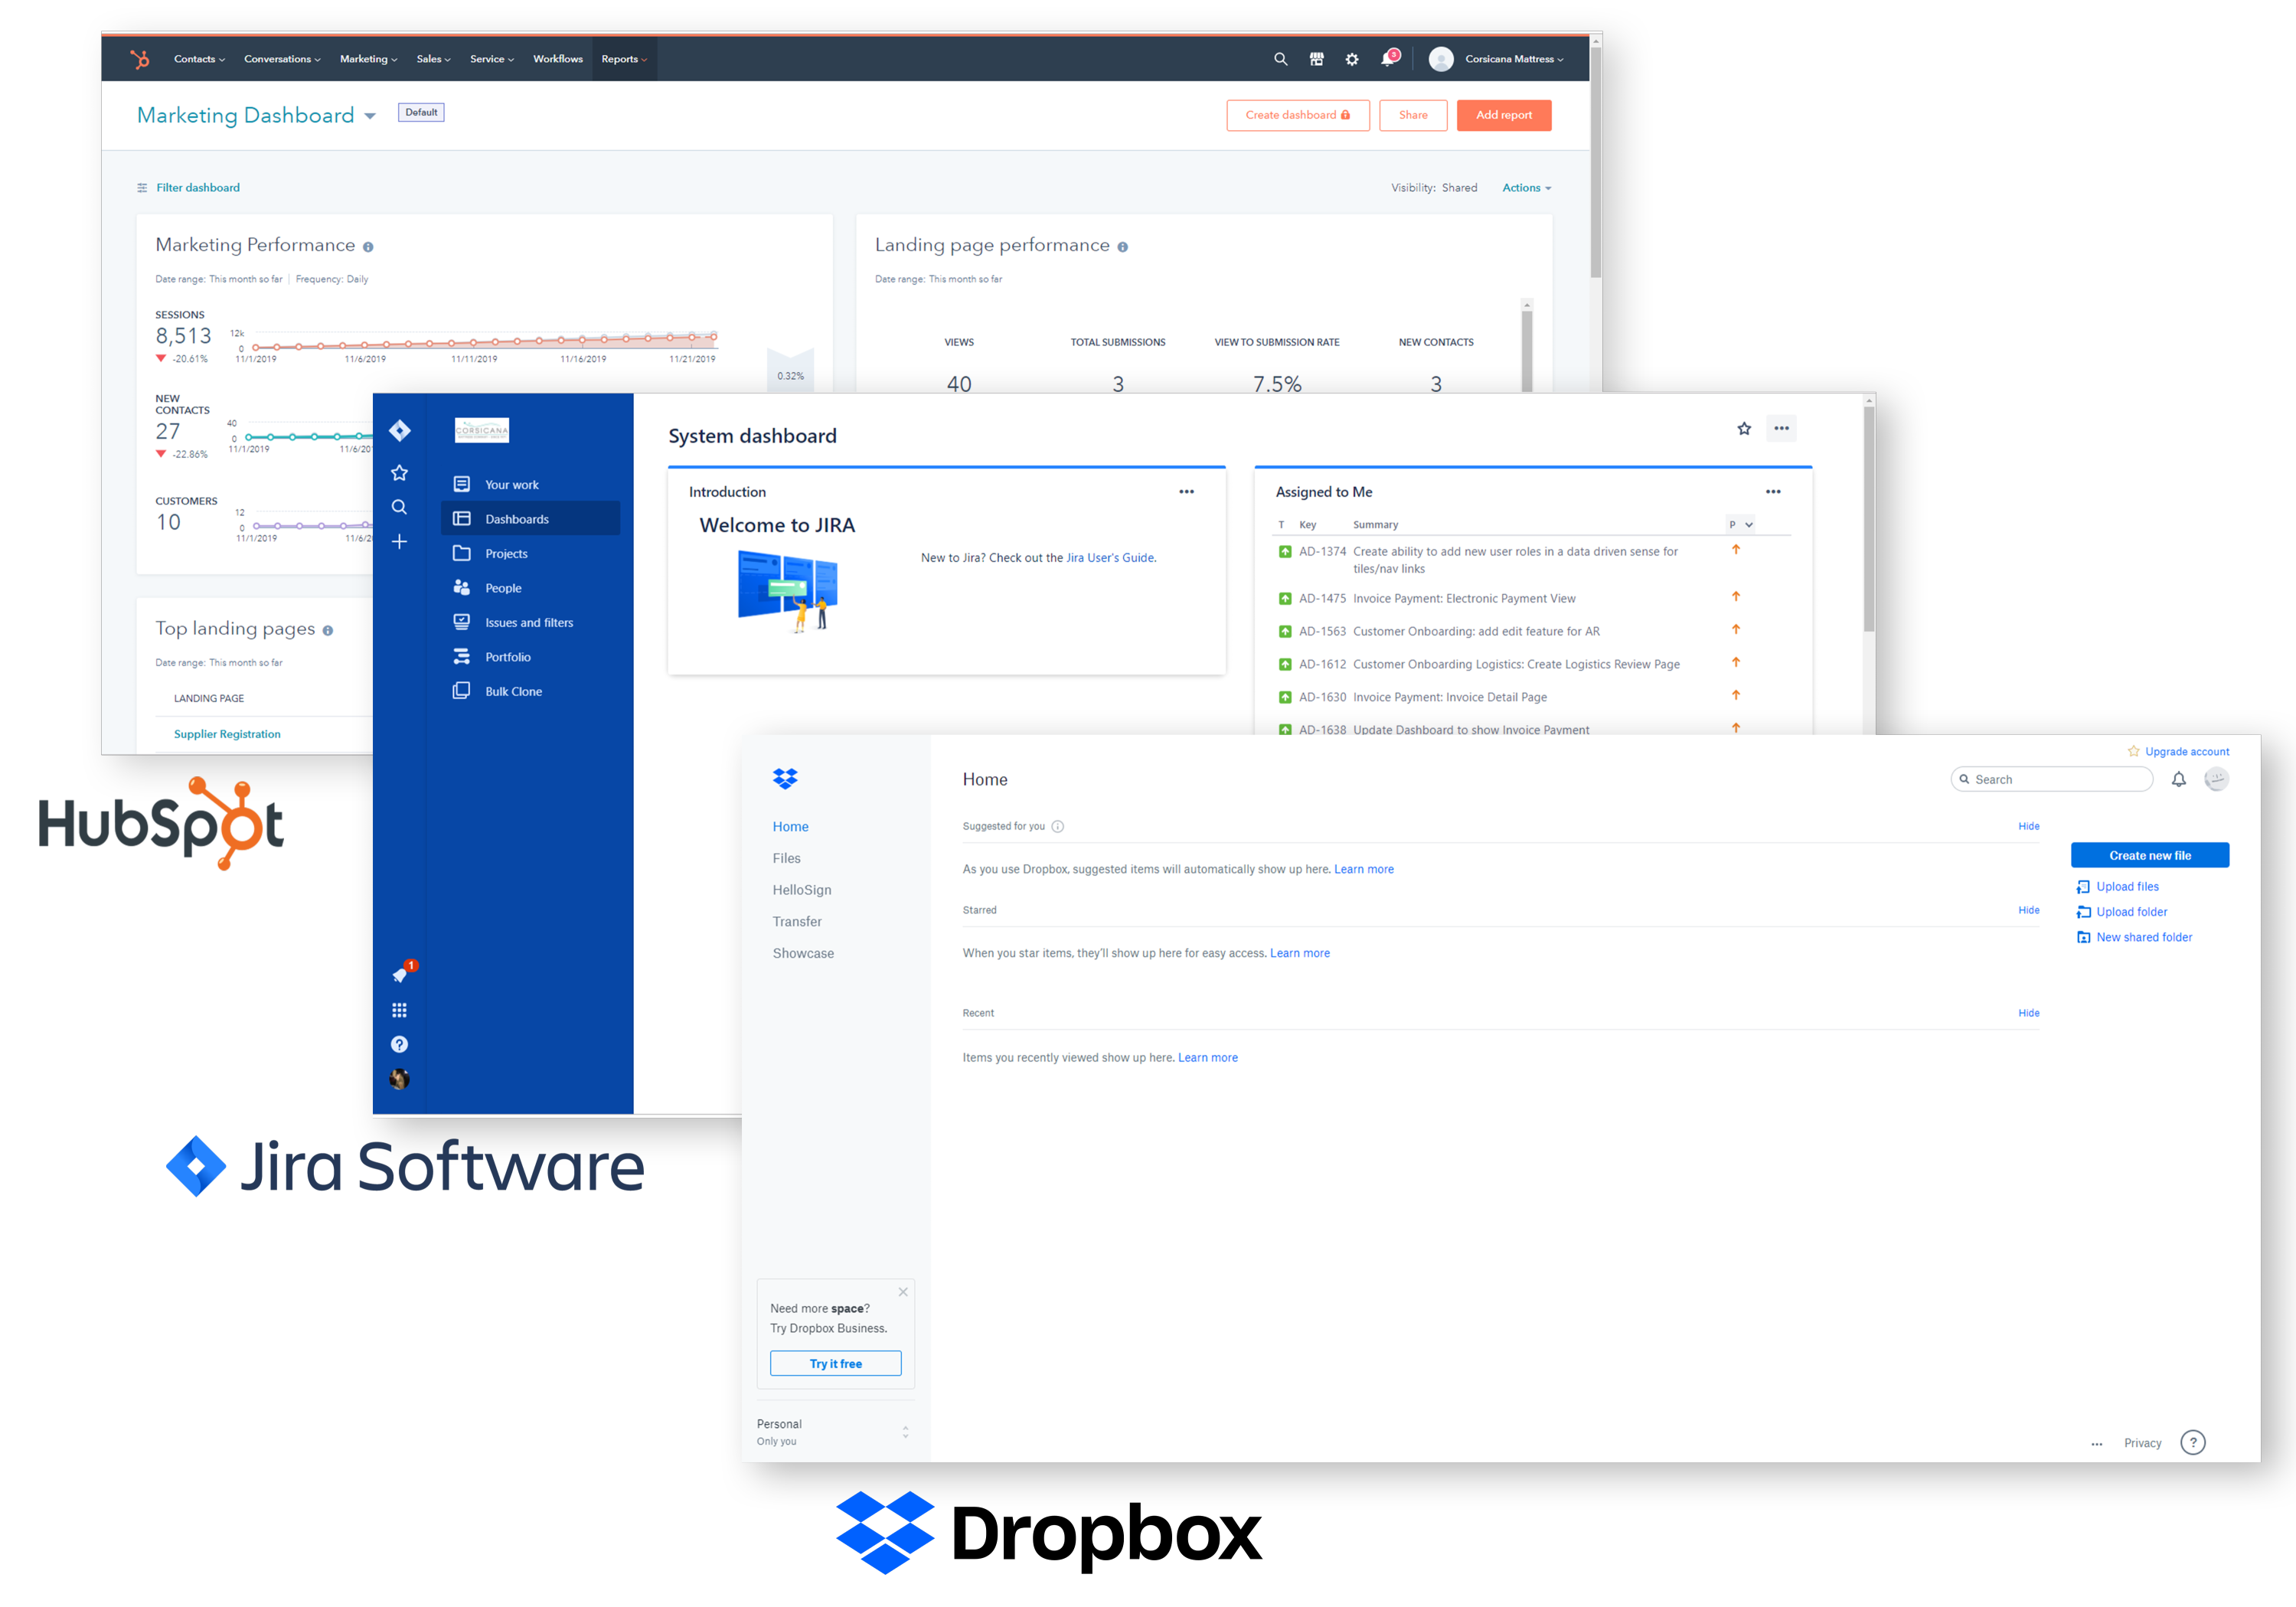 Contacts Conversations Marketing Sales Service Workflows Reports 3 Corsicana Mattress
Marketing Dashboard Default Create dashboard Share Add report
Filter dashboard Visibility: Shared Actions
Marketing Performance
Date range: This month so far | Frequency: Daily
SESSIONS
8,513
-20.61%
12k
0
11/1/2019 11/6/2019 11/11/2019 11/16/2019 11/21/2019
0.32%
NEW
CONTACTS
27
-22.86%
40
0
11/1/2019 11/6/20
CUSTOMERS
10
12
0
11/1/2019 11/6/2
Landing page performance
Date range: This month so far
VIEWS TOTAL SUBMISSIONS VIEW TO SUBMISSION RATE NEW CONTACTS
40 3 7.5% 3
Top landing pages
Date range: This month so far
LANDING PAGE
Supplier Registration
HubSpot
CORSICANA
Your work
Dashboards
Projects
People
Issues and filters
Portfolio
Bulk Clone
1
System dashboard
Introduction
Welcome to JIRA
New to Jira? Check out the Jira User's Guide.
Assigned to Me
T Key Summary P
AD-1374 Create ability to add new user roles in a data driven sense for
tiles/nav links
AD-1475 Invoice Payment: Electronic Payment View
AD-1563 Customer Onboarding: add edit feature for AR
AD-1612 Customer Onboarding Logistics: Create Logistics Review Page
AD-1630 Invoice Payment: Invoice Detail Page
AD-1638 Update Dashboard to show Invoice Payment
Jira Software
Upgrade account
Home
Search
Home
Files
HelloSign
Transfer
Showcase
Suggested for you Hide
As you use Dropbox, suggested items will automatically show up here. Learn more
Starred Hide
When you star items, they'll show up here for easy access. Learn more
Recent Hide
Items you recently viewed show up here. Learn more
Create new file
Upload files
Upload folder
New shared folder
Need more space?
Try Dropbox Business.
Try it free
Personal
Only you
Privacy
Dropbox